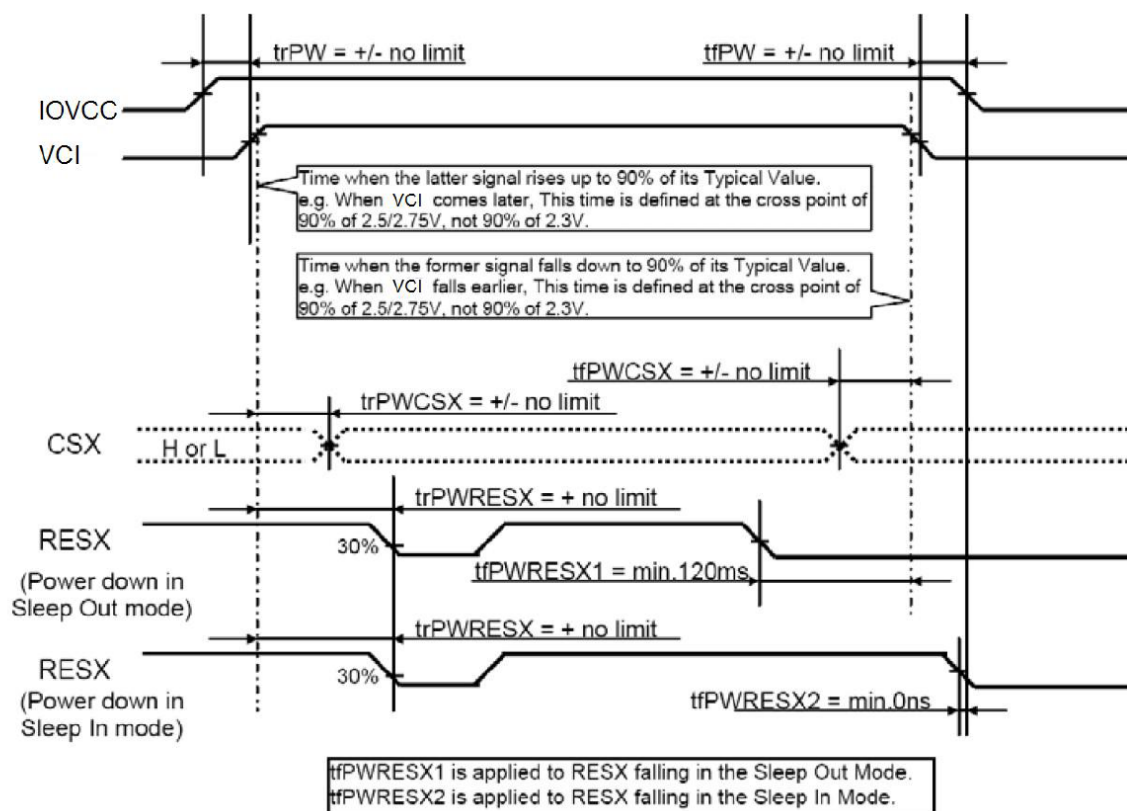 trPW = +/- no limit
tfPW = +/- no limit
IOVCC
VCI
Time when the latter signal rises up to 90% of its Typical Value.
e.g. When VCI comes later, This time is defined at the cross point of
90% of 2.5/2.75V, not 90% of 2.3V.
Time when the former signal falls down to 90% of its Typical Value.
e.g. When VCI falls earlier, This time is defined at the cross point of
90% of 2.5/2.75V, not 90% of 2.3V.
tfPWCSX = +/- no limit
trPWCSX = +/- no limit
CSX
H or L
trPWRESX = + no limit
RESX
30%
(Power down in
Sleep Out mode)
tfPWRESX1 = min.120ms
trPWRESX = + no limit
RESX
30%
(Power down in
Sleep In mode)
tfPWRESX2 = min.0ns
tfPWRESX1 is applied to RESX falling in the Sleep Out Mode.
tfPWRESX2 is applied to RESX falling in the Sleep In Mode.